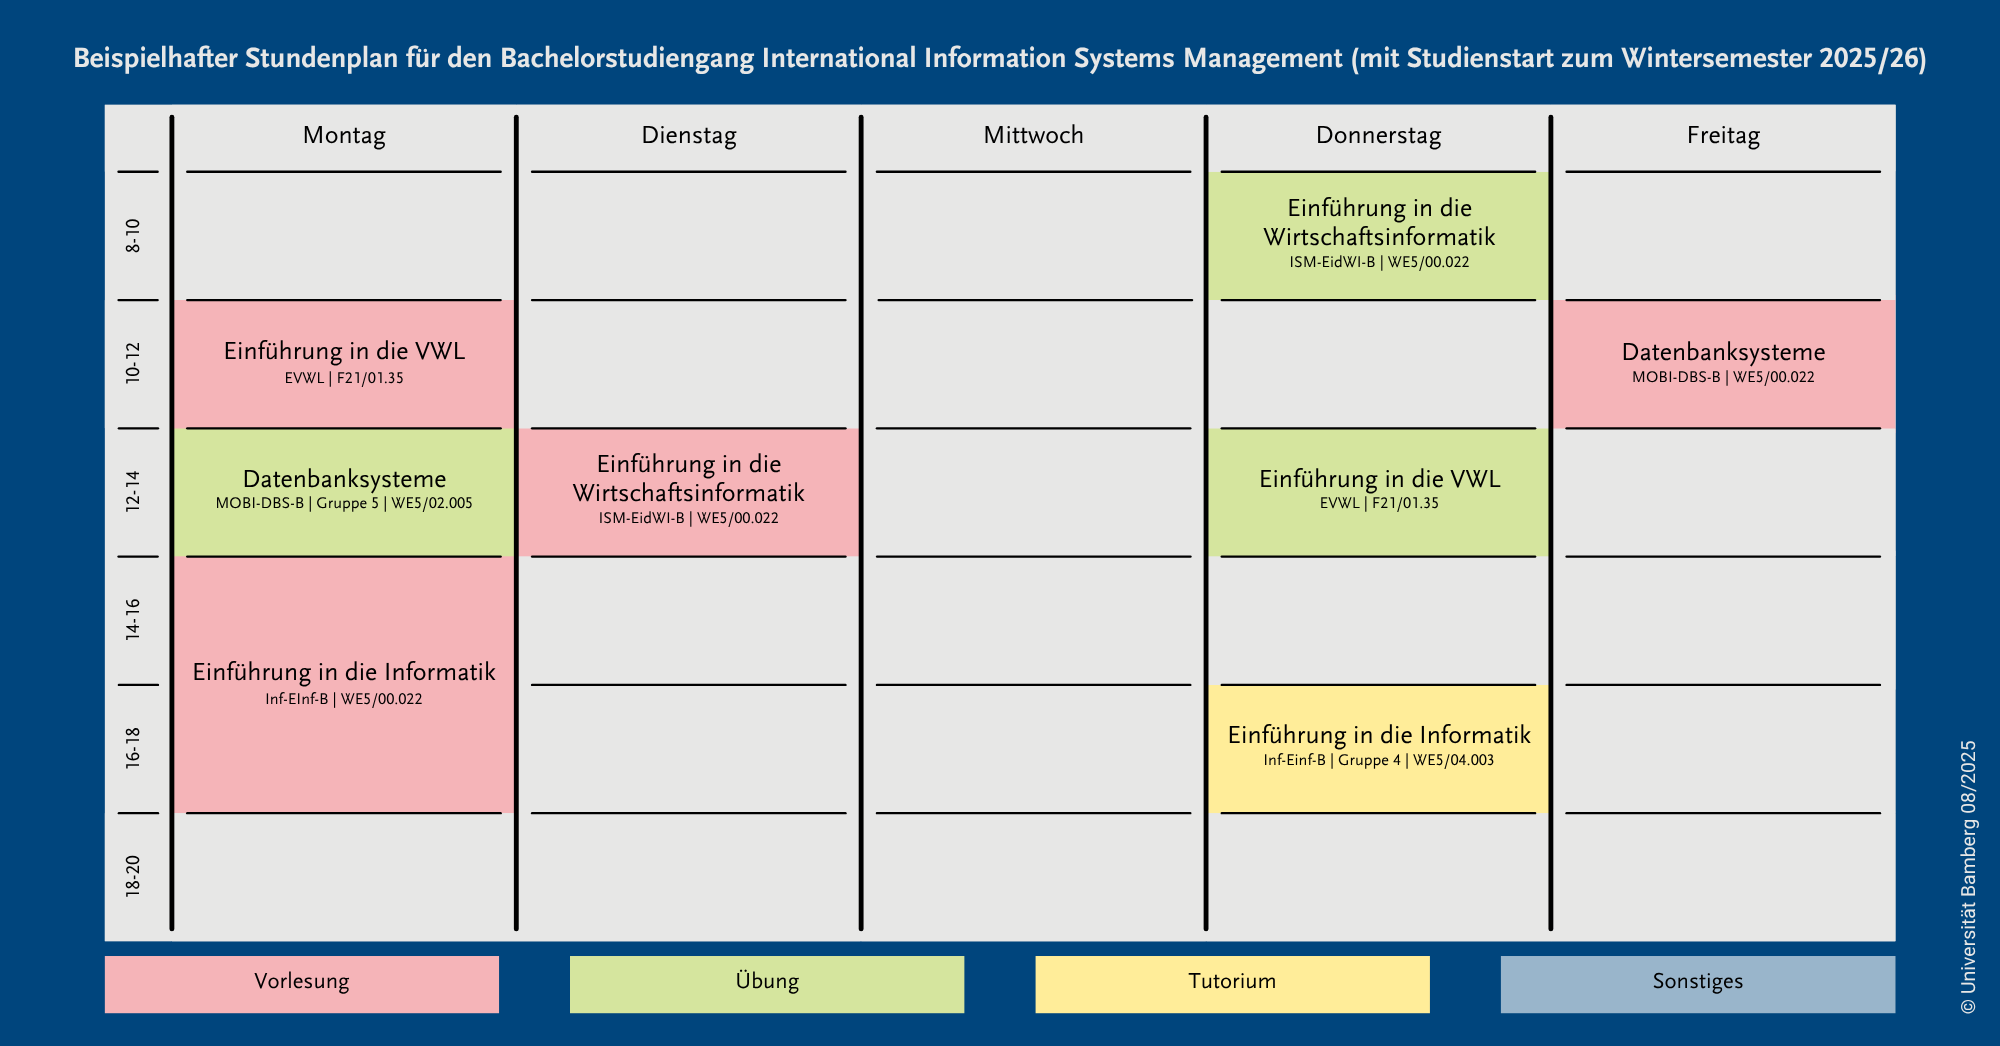 Beispielhafter Stundenplan für den Bachelorstudiengang International Information Systems Management (mit Studienstart zum Wintersemester 2025/26)
Montag
Dienstag
Mittwoch
Donnerstag
Freitag
8-10
Einführung in die
Wirtschaftsinformatik
ISM-EidWI-B | WE5/00.022
10-12
Einführung in die VWL
EVWL | F21/01.35
Datenbanksysteme
MOBI-DBS-B | WE5/00.022
12-14
Datenbanksysteme
MOBI-DBS-B | Gruppe 5 | WE5/02.005
Einführung in die
Wirtschaftsinformatik
ISM-EidWI-B | WE5/00.022
Einführung in die VWL
EVWL | F21/01.35
14-16
Einführung in die Informatik
Inf-EInf-B | WE5/00.022
16-18
Einführung in die Informatik
Inf-Einf-B | Gruppe 4 | WE5/04.003
18-20
Vorlesung
Übung
Tutorium
Sonstiges
© Universität Bamberg 08/2025